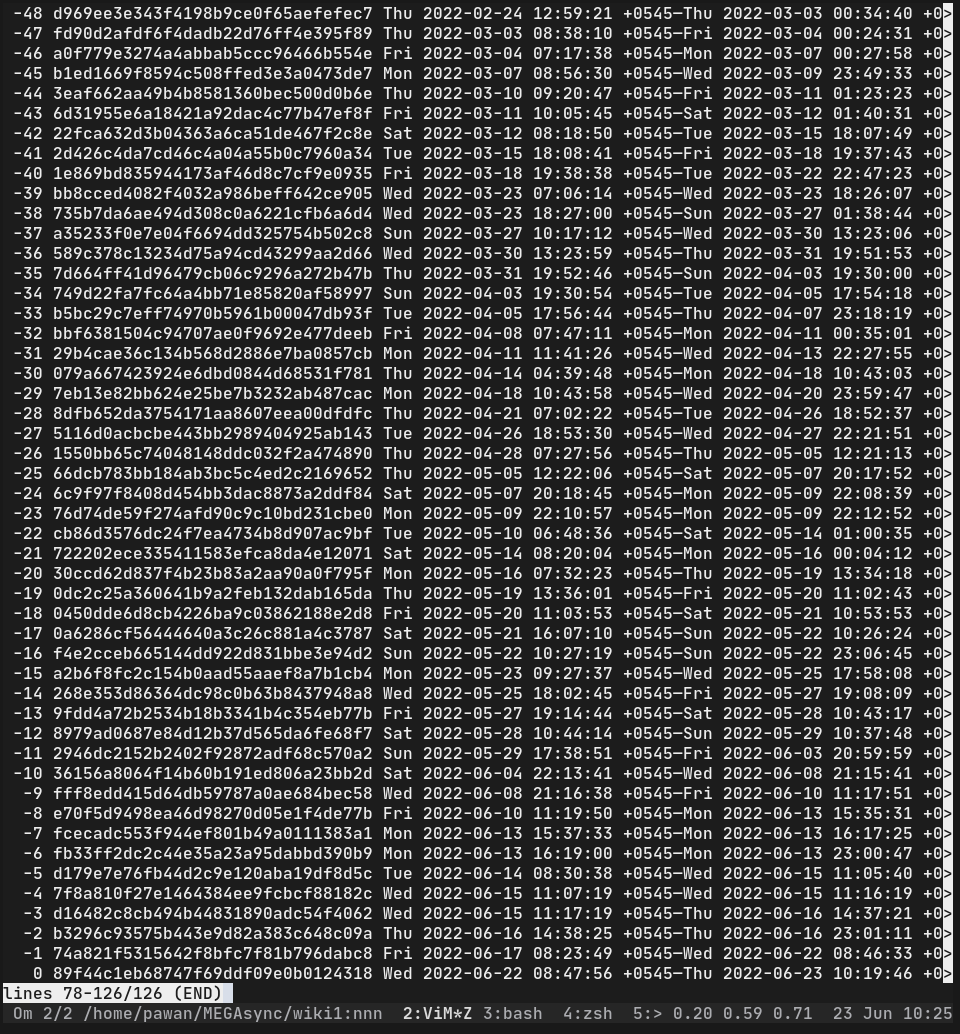 -48 d969ee3e343f4198b9ce0f65aefefec7 Thu 2022-02-24 12:59:21 +0545—Thu 2022-03-03 00:34:40 +0>
-47 fd90d2afdf6f4dadb22d76ff4e395f89 Thu 2022-03-03 08:38:10 +0545—Fri 2022-03-04 00:24:31 +0>
-46 a0f779e3274a4abbab5ccc96466b554e Fri 2022-03-04 07:17:38 +0545—Mon 2022-03-07 00:27:58 +0>
-45 b1ed1669f8594c508ffed3e3a0473de7 Mon 2022-03-07 08:56:30 +0545—Wed 2022-03-09 23:49:33 +0>
-44 3eaf662aa49b4b8581360bec500d0b6e Thu 2022-03-10 09:20:47 +0545—Fri 2022-03-11 01:23:23 +0>
-43 6d31955e6a18421a92dac4c77b47ef8f Fri 2022-03-11 10:05:45 +0545—Sat 2022-03-12 01:40:31 +0>
-42 22fca632d3b04363a6ca51de467f2c8e Sat 2022-03-12 08:18:50 +0545—Tue 2022-03-15 18:07:49 +0>
-41 2d426c4da7cd46c4a04a55b0c7960a34 Tue 2022-03-15 18:08:41 +0545—Fri 2022-03-18 19:37:43 +0>
-40 1e869bd835944173af46d8c7cf9e0935 Fri 2022-03-18 19:38:38 +0545—Tue 2022-03-22 22:47:23 +0>
-39 bb8cced4082f4032a986beff642ce905 Wed 2022-03-23 07:06:14 +0545—Wed 2022-03-23 18:26:07 +0>
-38 735b7da6ae494d308c0a6221cfb6a6d4 Wed 2022-03-23 18:27:00 +0545—Sun 2022-03-27 01:38:44 +0>
-37 a35233f0e7e04f6694dd325754b502c8 Sun 2022-03-27 10:17:12 +0545—Wed 2022-03-30 13:23:06 +0>
-36 589c378c13234d75a94cd43299aa2d66 Wed 2022-03-30 13:23:59 +0545—Thu 2022-03-31 19:51:53 +0>
-35 7d664ff41d96479cb06c9296a272b47b Thu 2022-03-31 19:52:46 +0545—Sun 2022-04-03 19:30:00 +0>
-34 749d22fa7fc64a4bb71e85820af58997 Sun 2022-04-03 19:30:54 +0545—Tue 2022-04-05 17:54:18 +0>
-33 b5bc29c7eff74970b5961b00047db93f Tue 2022-04-05 17:56:44 +0545—Thu 2022-04-07 23:18:19 +0>
-32 bbf6381504c94707ae0f9692e477deeb Fri 2022-04-08 07:47:11 +0545—Mon 2022-04-11 00:35:01 +0>
-31 29b4cae36c134b568d2886e7ba0857cb Mon 2022-04-11 11:41:26 +0545—Wed 2022-04-13 22:27:55 +0>
-30 079a667423924e6dbd0844d68531f781 Thu 2022-04-14 04:39:48 +0545—Mon 2022-04-18 10:43:03 +0>
-29 7eb13e82bb624e25be7b3232ab487cac Mon 2022-04-18 10:43:58 +0545—Wed 2022-04-20 23:59:47 +0>
-28 8dfb652da3754171aa8607eea00dfdfc Thu 2022-04-21 07:02:22 +0545—Tue 2022-04-26 18:52:37 +0>
-27 5116d0acbcbe443bb2989404925ab143 Tue 2022-04-26 18:53:30 +0545—Wed 2022-04-27 22:21:51 +0>
-26 1550bb65c74048148ddc032f2a474890 Thu 2022-04-28 07:27:56 +0545—Thu 2022-05-05 12:21:13 +0>
-25 66dcb783bb184ab3bc5c4ed2c2169652 Thu 2022-05-05 12:22:06 +0545—Sat 2022-05-07 20:17:52 +0>
-24 6c9f97f8408d454bb3dac8873a2ddf84 Sat 2022-05-07 20:18:45 +0545—Mon 2022-05-09 22:08:39 +0>
-23 76d74de59f274afd90c9c10bd231cbe0 Mon 2022-05-09 22:10:57 +0545—Mon 2022-05-09 22:12:52 +0>
-22 cb86d3576dc24f7ea4734b8d907ac9bf Tue 2022-05-10 06:48:36 +0545—Sat 2022-05-14 01:00:35 +0>
-21 722202ece335411583efca8da4e12071 Sat 2022-05-14 08:20:04 +0545—Mon 2022-05-16 00:04:12 +0>
-20 30ccd62d837f4b23b83a2aa90a0f795f Mon 2022-05-16 07:32:23 +0545—Thu 2022-05-19 13:34:18 +0>
-19 0dc2c25a360641b9a2feb132dab165da Thu 2022-05-19 13:36:01 +0545—Fri 2022-05-20 11:02:43 +0>
-18 0450dde6d8cb4226ba9c03862188e2d8 Fri 2022-05-20 11:03:53 +0545—Sat 2022-05-21 10:53:53 +0>
-17 0a6286cf56444640a3c26c881a4c3787 Sat 2022-05-21 16:07:10 +0545—Sun 2022-05-22 10:26:24 +0>
-16 f4e2cceb665144dd922d831bbe3e94d2 Sun 2022-05-22 10:27:19 +0545—Sun 2022-05-22 23:06:45 +0>
-15 a2b6f8fc2c154b0aad55aaef8a7b1cb4 Mon 2022-05-23 09:27:37 +0545—Wed 2022-05-25 17:58:08 +0>
-14 268e353d86364dc98c0b63b8437948a8 Wed 2022-05-25 18:02:45 +0545—Fri 2022-05-27 19:08:09 +0>
-13 9fdd4a72b2534b18b3341b4c354eb77b Fri 2022-05-27 19:14:44 +0545—Sat 2022-05-28 10:43:17 +0>
-12 8979ad0687e84d12b37d565da6fe68f7 Sat 2022-05-28 10:44:14 +0545—Sun 2022-05-29 10:37:48 +0>
-11 2946dc2152b2402f92872adf68c570a2 Sun 2022-05-29 17:38:51 +0545—Fri 2022-06-03 20:59:59 +0>
-10 36156a8064f14b60b191ed806a23bb2d Sat 2022-06-04 22:13:41 +0545—Wed 2022-06-08 21:15:41 +0>
-9 fff8edd415d64db59787a0ae684bec58 Wed 2022-06-08 21:16:38 +0545—Fri 2022-06-10 11:17:51 +0>
-8 e70f5d9498ea46d98270d05e1f4de77b Fri 2022-06-10 11:19:50 +0545—Mon 2022-06-13 15:35:31 +0>
-7 fcecadc553f944ef801b49a0111383a1 Mon 2022-06-13 15:37:33 +0545—Mon 2022-06-13 16:17:25 +0>
-6 fb33ff2dc2c44e35a23a95dabbd390b9 Mon 2022-06-13 16:19:00 +0545—Mon 2022-06-13 23:00:47 +0>
-5 d179e7e76fb44d2c9e120aba19df8d5c Tue 2022-06-14 08:30:38 +0545—Wed 2022-06-15 11:05:40 +0>
-4 7f8a810f27e1464384ee9fcbcf88182c Wed 2022-06-15 11:07:19 +0545—Wed 2022-06-15 11:16:19 +0>
-3 d16482c8cb494b44831890adc54f4062 Wed 2022-06-15 11:17:19 +0545—Thu 2022-06-16 14:37:21 +0>
-2 b3296c93575b443e9d82a383c648c09a Thu 2022-06-16 14:38:25 +0545—Thu 2022-06-16 23:01:11 +0>
-1 74a821f5315642f8bfc7f81b796dabc8 Fri 2022-06-17 08:23:49 +0545—Wed 2022-06-22 08:46:33 +0>
0 89f44c1eb68747f69ddf09e0b0124318 Wed 2022-06-22 08:47:56 +0545—Thu 2022-06-23 10:19:46 +0>
lines 78-126/126 (END)
0m 2/2 /home/pawan/MEGAsync/wiki1:nnn 2:ViM*Z 3:bash 4:zsh 5:> 0.20 0.59 0.71 23 Jun 10:25